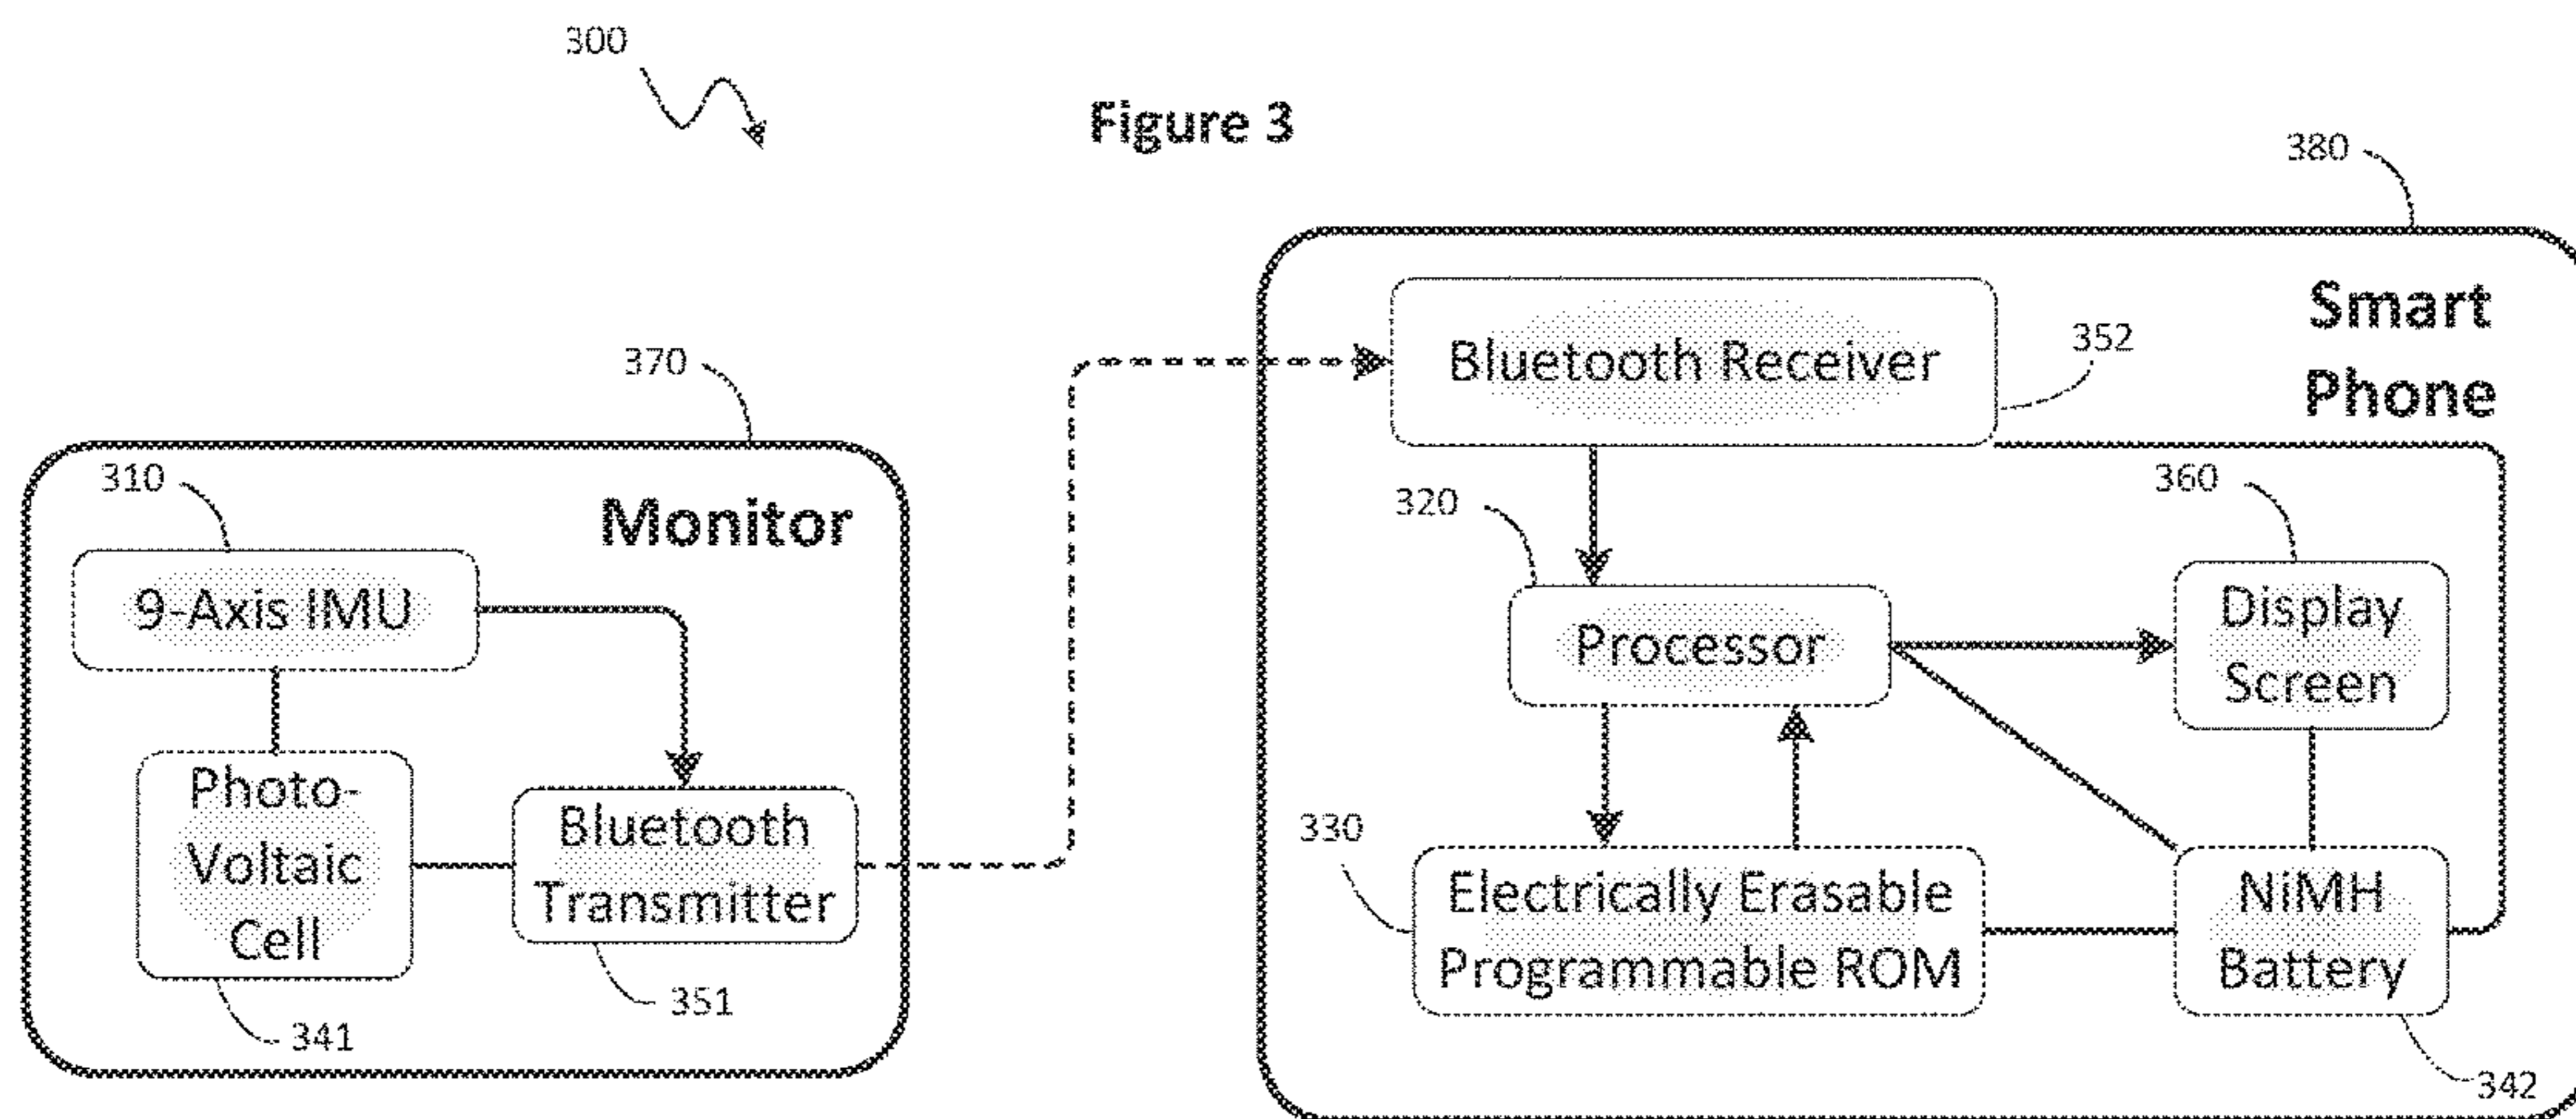 300
Figure 3
380
Smart
Phone
Bluetooth Receiver
352
370
Monitor
310
9-Axis IMU
320
360
Processor
Display
Screen
Photo-
Voltaic
Cell
Bluetooth
Transmitter
330
Electrically Erasable
Programmable ROM
NiMH
Battery
351
341
342